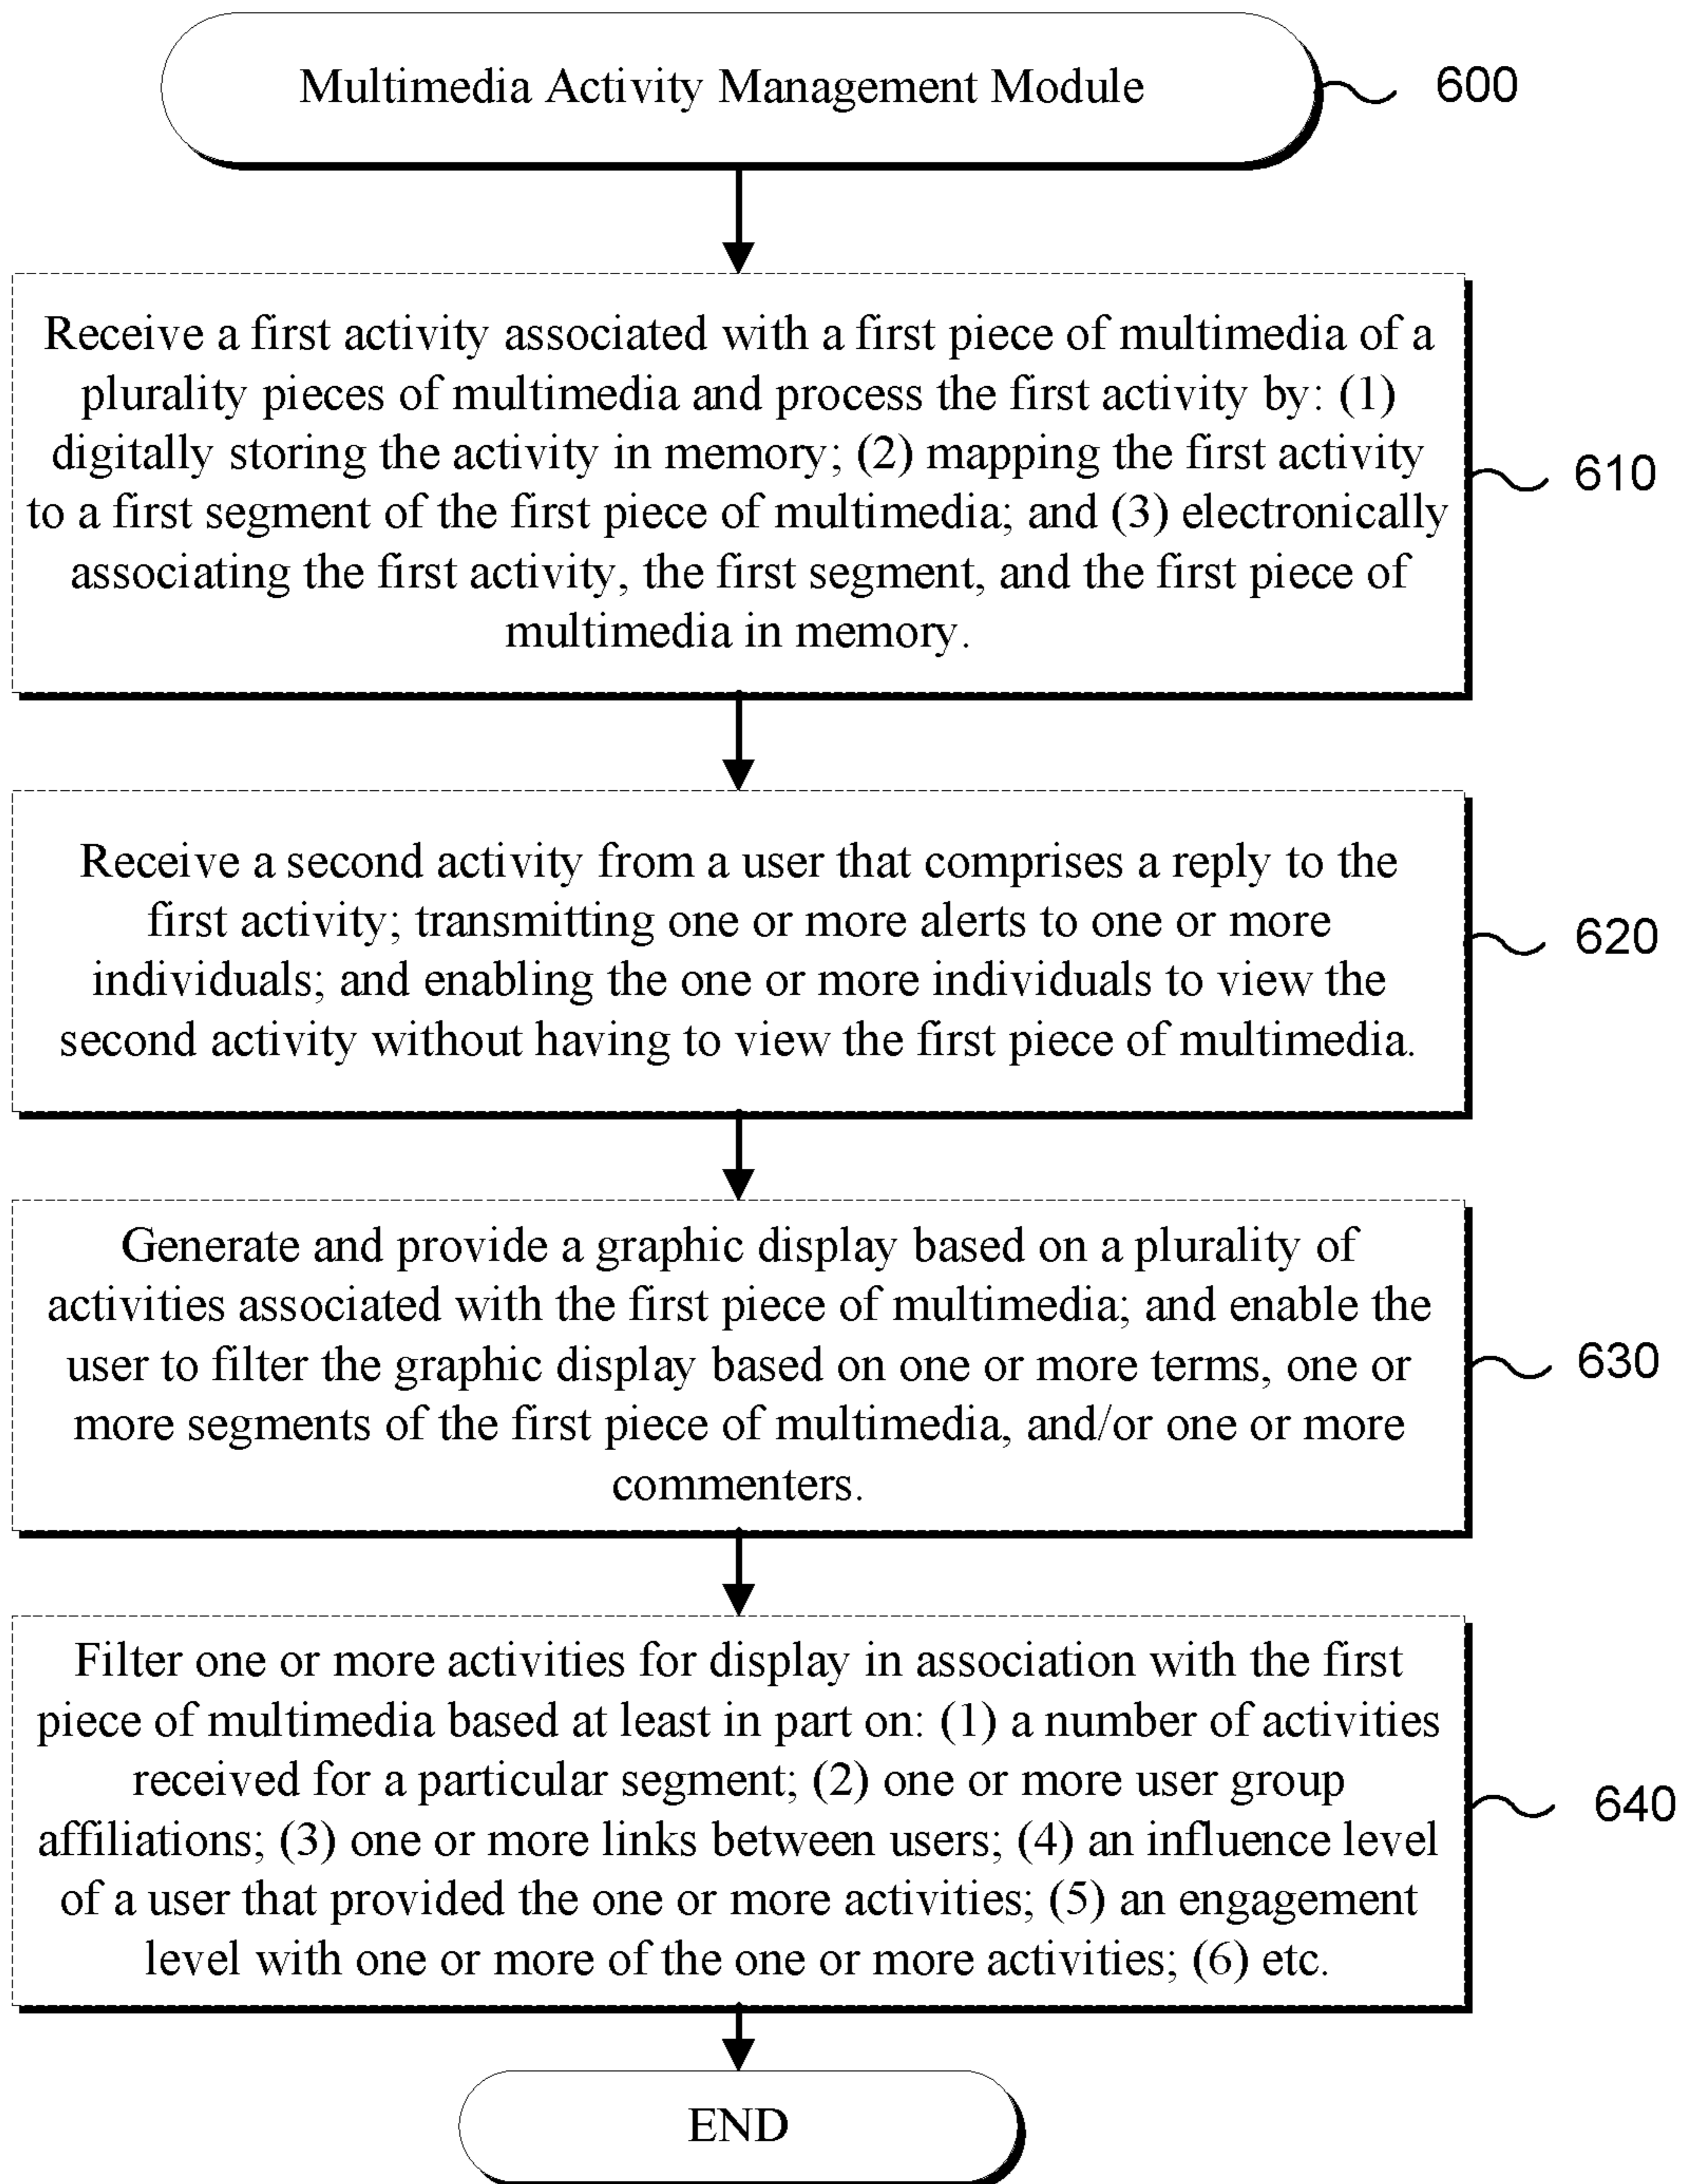 Multimedia Activity Management Module
600
Receive a first activity associated with a first piece of multimedia of a
plurality pieces of multimedia and process the first activity by: (1)
digitally storing the activity in memory; (2) mapping the first activity
to a first segment of the first piece of multimedia; and (3) electronically
associating the first activity, the first segment, and the first piece of
multimedia in memory.
610
Receive a second activity from a user that comprises a reply to the
first activity; transmitting one or more alerts to one or more
individuals; and enabling the one or more individuals to view the
second activity without having to view the first piece of multimedia.
620
Generate and provide a graphic display based on a plurality of
activities associated with the first piece of multimedia; and enable the
user to filter the graphic display based on one or more terms, one or
more segments of the first piece of multimedia, and/or one or more
commenters.
630
Filter one or more activities for display in association with the first
piece of multimedia based at least in part on: (1) a number of activities
received for a particular segment; (2) one or more user group
affiliations; (3) one or more links between users; (4) an influence level
of a user that provided the one or more activities; (5) an engagement
level with one or more of the one or more activities; (6) etc.
640
END